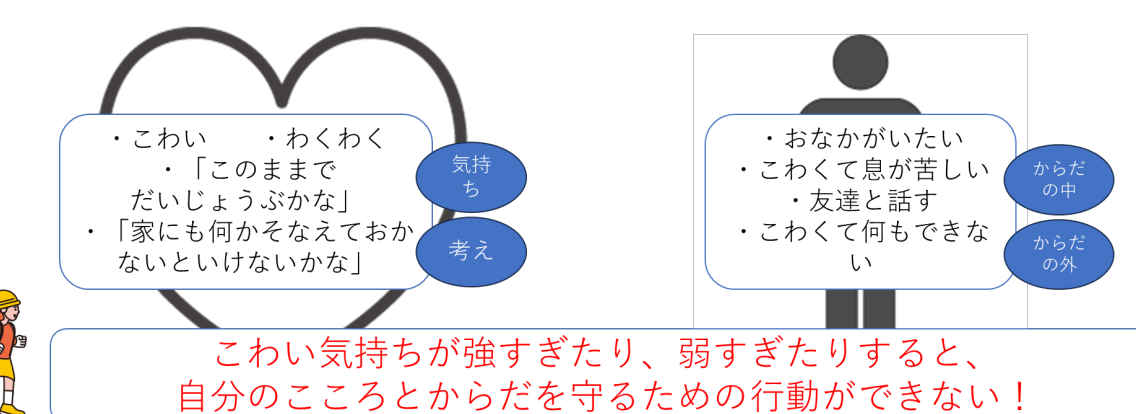 ・こわい　　・わくわく
・「このままで
だいじょうぶかな」
・「家にも何かそなえておか
ないといけないかな」
気持
ち
考え
・おなかがいたい
・こわくて息が苦しい
・友達と話す
・こわくて何もできな
い
からだ
の中
からだ
の外
こわい気持ちが強すぎたり、弱すぎたりすると、
自分のこころとからだを守るための行動ができない！